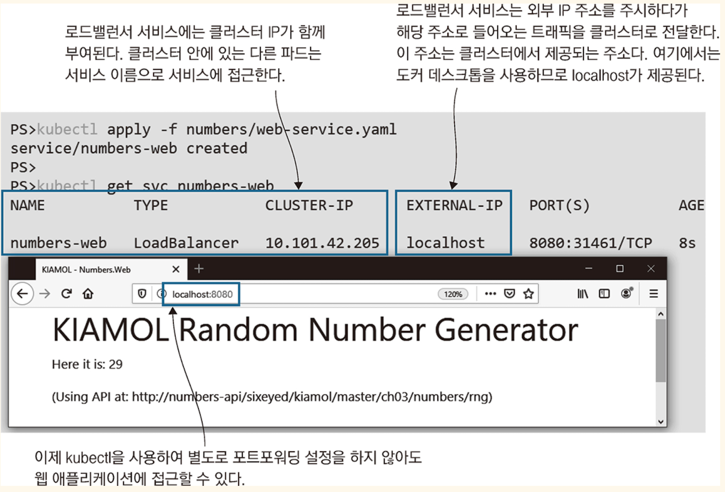 로드밸런서 서비스에는 클러스터 IP가 함께
부여된다. 클러스터 안에 있는 다른 파드는
서비스 이름으로 서비스에 접근한다.
로드밸런서 서비스는 외부 IP 주소를 주시하다가
해당 주소로 들어오는 트래픽을 클러스터로 전달한다.
이 주소는 클러스터에서 제공되는 주소다. 여기에서는
도커 데스크톱을 사용하므로 localhost가 제공된다.
PS>kubectl apply -f numbers/web-service.yaml
service/numbers-web created
PS>
PS>kubectl get svc numbers-web
NAME TYPE CLUSTER-IP EXTERNAL-IP PORT(S) AGE
numbers-web LoadBalancer 10.101.42.205 localhost 8080:31461/TCP 8s
KIAMOL - Numbers.Web
localhost:8080 120%
KIAMOL Random Number Generator
Here it is: 29
(Using API at: http://numbers-api/sixeyed/kiamol/master/ch03/numbers/rng)
이제 kubectl을 사용하여 별도로 포트포워딩 설정을 하지 않아도
웹 애플리케이션에 접근할 수 있다.